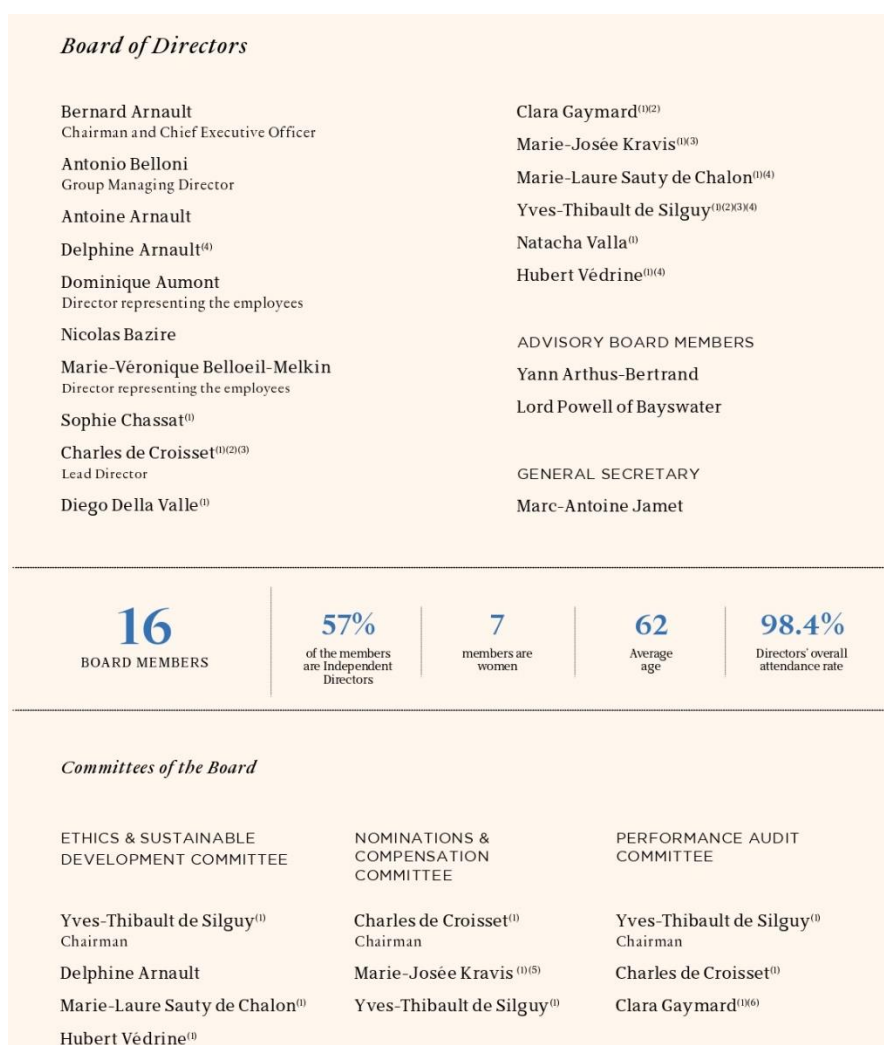 Board of Directors
Bernard Arnault
Chairman and Chief Executive Officer
Antonio Belloni
Group Managing Director
Antoine Arnault
Delphine Arnault(4)
Dominique Aumont
Director representing the employees
Nicolas Bazire
Marie-Véronique Belloeil-Melkin
Director representing the employees
Sophie Chassat(1)
Charles de Croisset(1)(2)(3)
Lead Director
Diego Della Valle(1)
Clara Gaymard(1)(2)
Marie-Josée Kravis(1)(3)
Marie-Laure Sauty de Chalon(1)(4)
Yves-Thibault de Silguy(1)(2)(3)(4)
Natacha Valla(1)
Hubert Védrine(1)(4)
ADVISORY BOARD MEMBERS
Yann Arthus-Bertrand
Lord Powell of Bayswater
GENERAL SECRETARY
Marc-Antoine Jamet
16
BOARD MEMBERS
57%
of the members
are Independent
Directors
7
members are
women
62
Average
age
98.4%
Directors' overall
attendance rate
Committees of the Board
ETHICS & SUSTAINABLE
DEVELOPMENT COMMITTEE
Yves-Thibault de Silguy(1)
Chairman
Delphine Arnault
Marie-Laure Sauty de Chalon(1)
Hubert Védrine(1)
NOMINATIONS &
COMPENSATION
COMMITTEE
Charles de Croisset(1)
Chairman
Marie-Josée Kravis (1)(5)
Yves-Thibault de Silguy(1)
PERFORMANCE AUDIT
COMMITTEE
Yves-Thibault de Silguy(1)
Chairman
Charles de Croisset(1)
Clara Gaymard(1)(6)